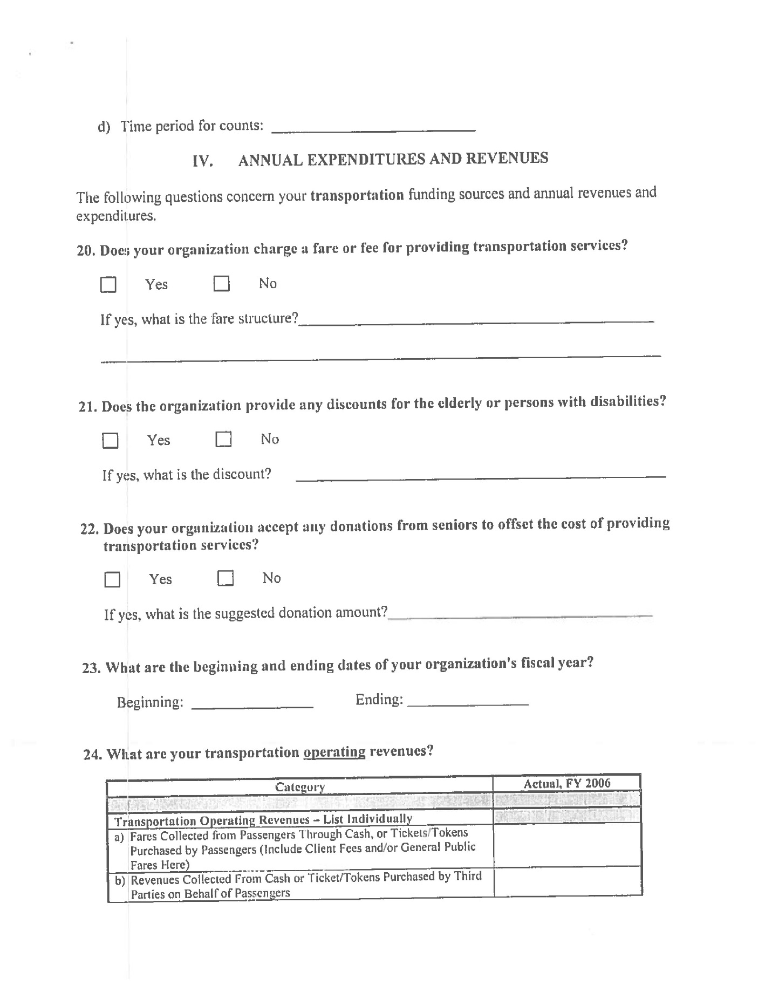 d) Time period for counts:
IV. ANNUAL EXPENDITURES AND REVENUES
The following questions concern your transportation funding sources and annual revenues and
expenditures.
20. Does your organization charge a fare or fee for providing transportation services?
Yes No
If yes, what is the fare structure?
21. Does the organization provide any discounts for the elderly or persons with disabilities?
Yes No
If yes, what is the discount?
22. Does your organization accept any donations from seniors to offset the cost of providing
transportation services?
Yes No
If yes, what is the suggested donation amount?
23. What are the beginning and ending dates of your organization's fiscal year?
Beginning: Ending:
24. What are your transportation operating revenues?
Category Actual, FY 2006
Transportation Operating Revenues – List Individually
a) Fares Collected from Passengers Through Cash, or Tickets/Tokens
Purchased by Passengers (Include Client Fees and/or General Public
Fares Here)
b) Revenues Collected From Cash or Ticket/Tokens Purchased by Third
Parties on Behalf of Passengers